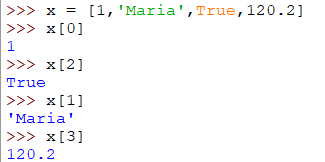 >>> x = [1,'Maria',True,120.2]
>>> x[0]
1
>>> x[2]
True
>>> x[1]
'Maria'
>>> x[3]
120.2